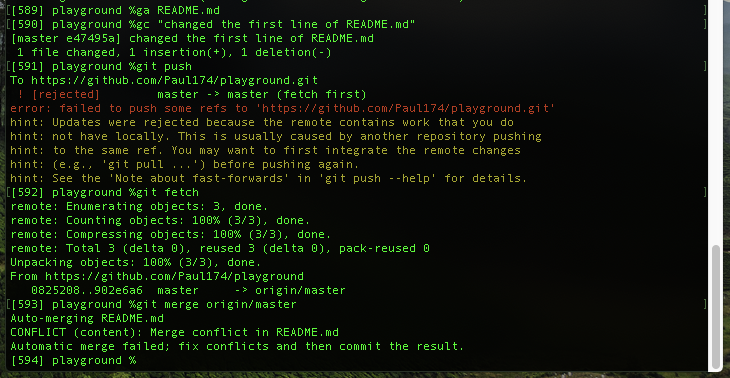 [[589] playground %ga README.md ]
[[590] playground %gc "changed the first line of README.md" ]
[master e47495a] changed the first line of README.md
 1 file changed, 1 insertion(+), 1 deletion(-)
[[591] playground %git push ]
To https://github.com/Paul174/playground.git
 ! [rejected]        master -> master (fetch first)
error: failed to push some refs to 'https://github.com/Paul174/playground.git'
hint: Updates were rejected because the remote contains work that you do
hint: not have locally. This is usually caused by another repository pushing
hint: to the same ref. You may want to first integrate the remote changes
hint: (e.g., 'git pull ...') before pushing again.
hint: See the 'Note about fast-forwards' in 'git push --help' for details.
[[592] playground %git fetch ]
remote: Enumerating objects: 3, done.
remote: Counting objects: 100% (3/3), done.
remote: Compressing objects: 100% (3/3), done.
remote: Total 3 (delta 0), reused 3 (delta 0), pack-reused 0
Unpacking objects: 100% (3/3), done.
From https://github.com/Paul174/playground
   0825208..902e6a6  master     -> origin/master
[[593] playground %git merge origin/master ]
Auto-merging README.md
CONFLICT (content): Merge conflict in README.md
Automatic merge failed; fix conflicts and then commit the result.
[594] playground %